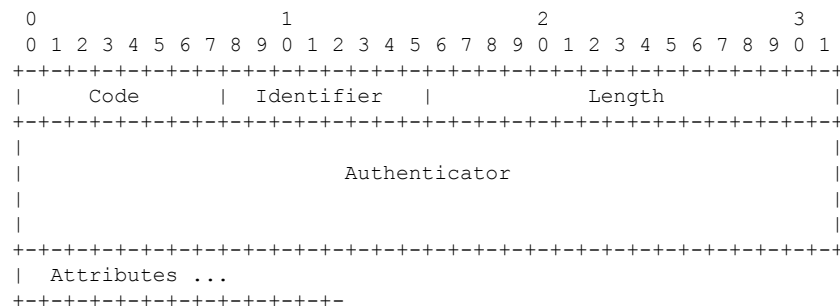 0                   1                   2                   3
 0 1 2 3 4 5 6 7 8 9 0 1 2 3 4 5 6 7 8 9 0 1 2 3 4 5 6 7 8 9 0 1
+-+-+-+-+-+-+-+-+-+-+-+-+-+-+-+-+-+-+-+-+-+-+-+-+-+-+-+-+-+-+-+-+
|     Code      |  Identifier   |            Length             |
+-+-+-+-+-+-+-+-+-+-+-+-+-+-+-+-+-+-+-+-+-+-+-+-+-+-+-+-+-+-+-+-+
|                                                               |
|                         Authenticator                         |
|                                                               |
|                                                               |
+-+-+-+-+-+-+-+-+-+-+-+-+-+-+-+-+-+-+-+-+-+-+-+-+-+-+-+-+-+-+-+-+
|  Attributes ...
+-+-+-+-+-+-+-+-+-+-+-+-+-